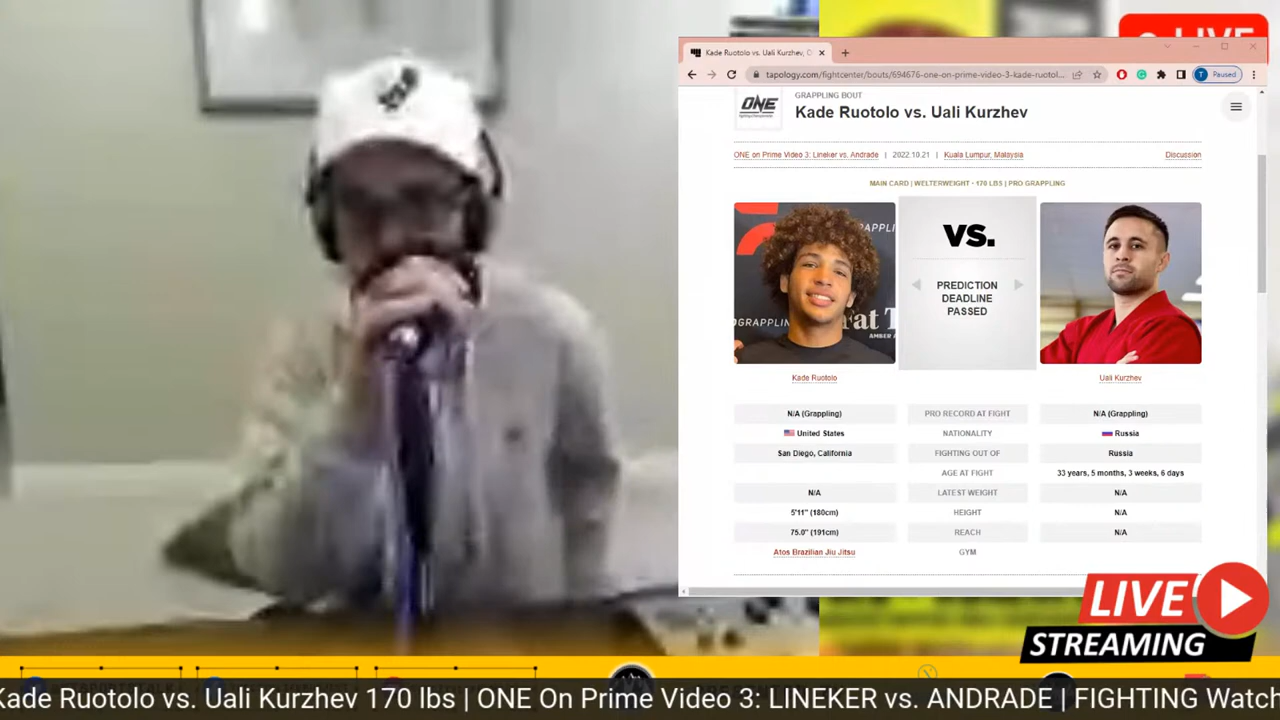 LIVE
Kade Ruotolo vs. Uali Kurzhev, O
tapology.com/fightcenter/bouts/694676-one-on-prime-video-3-kade-ruotol...
Paused
ONE
GRAPPLING BOUT
Kade Ruotolo vs. Uali Kurzhev
ONE on Prime Video 3: Lineker vs. Andrade | 2022.10.21 | Kuala Lumpur, Malaysia Discussion
MAIN CARD | WELTERWEIGHT - 170 LBS | PRO GRAPPLING
VS.
PREDICTION
DEADLINE
PASSED
Kade Ruotolo Uali Kurzhev
N/A (Grappling) PRO RECORD AT FIGHT N/A (Grappling)
United States NATIONALITY Russia
San Diego, California FIGHTING OUT OF Russia
AGE AT FIGHT 33 years, 5 months, 3 weeks, 6 days
N/A LATEST WEIGHT N/A
5'11" (180cm) HEIGHT N/A
75.0" (191cm) REACH N/A
Atos Brazilian Jiu Jitsu GYM
LIVE
STREAMING
Kade Ruotolo vs. Uali Kurzhev 170 lbs | ONE On Prime Video 3: LINEKER vs. ANDRADE | FIGHTING Watch